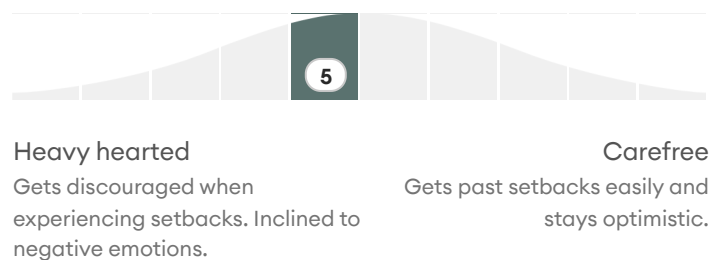 5
Heavy hearted
Gets discouraged when
experiencing setbacks. Inclined to
negative emotions.
Carefree
Gets past setbacks easily and
stays optimistic.